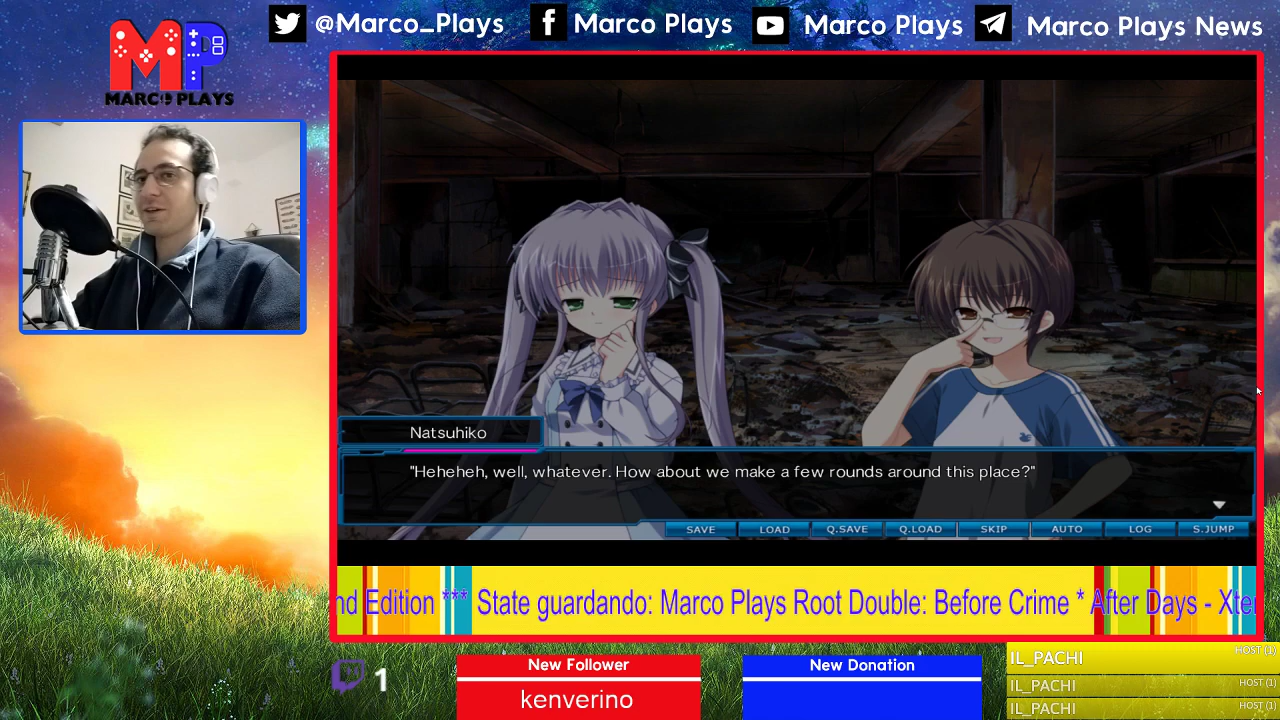 @Marco_Plays
Marco Plays
Marco Plays
Marco Plays News
MP
MARCO PLAYS
Natsuhiko
"Heheheh, well, whatever. How about we make a few rounds around this place?"
SAVE LOAD Q.SAVE Q.LOAD SKIP AUTO LOG S.JUMP
nd Edition *** State guardando: Marco Plays Root Double: Before Crime * After Days - Xte
1
New Follower
kenverino
New Donation
IL_PACHI HOST (1)
IL_PACHI HOST (1)
IL_PACHI HOST (1)